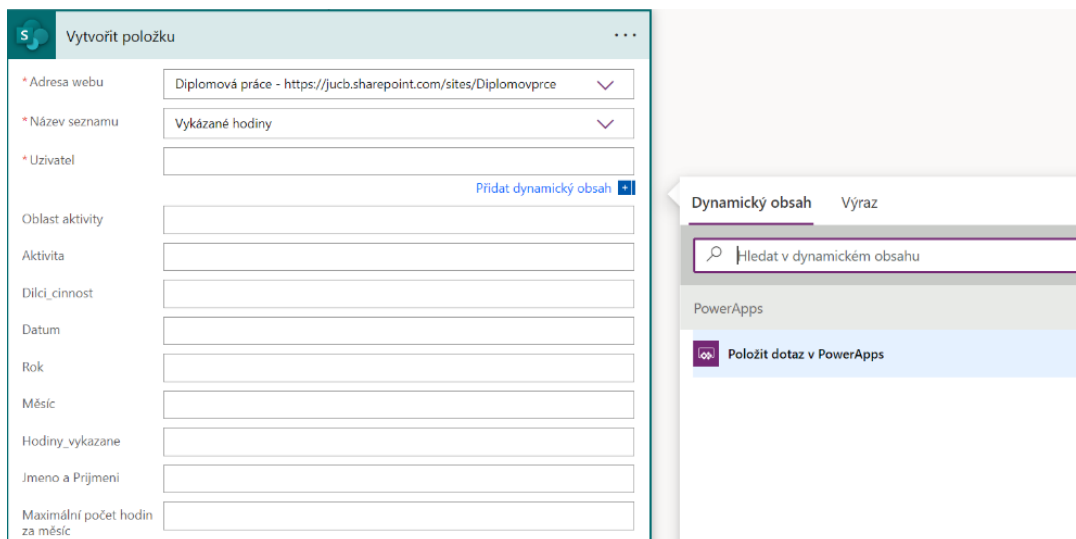 S
Vytvořit položku
...
* Adresa webu
Diplomová práce - https://jucb.sharepoint.com/sites/Diplomovprce
* Název seznamu
Vykázané hodiny
* Uzivatel
Přidat dynamický obsah +
Oblast aktivity
Aktivita
Dilci_cinnost
Datum
Rok
Měsíc
Hodiny_vykazane
Jmeno a Prijmeni
Maximální počet hodin
za měsíc
Dynamický obsah Výraz
Hledat v dynamickém obsahu
PowerApps
Položit dotaz v PowerApps